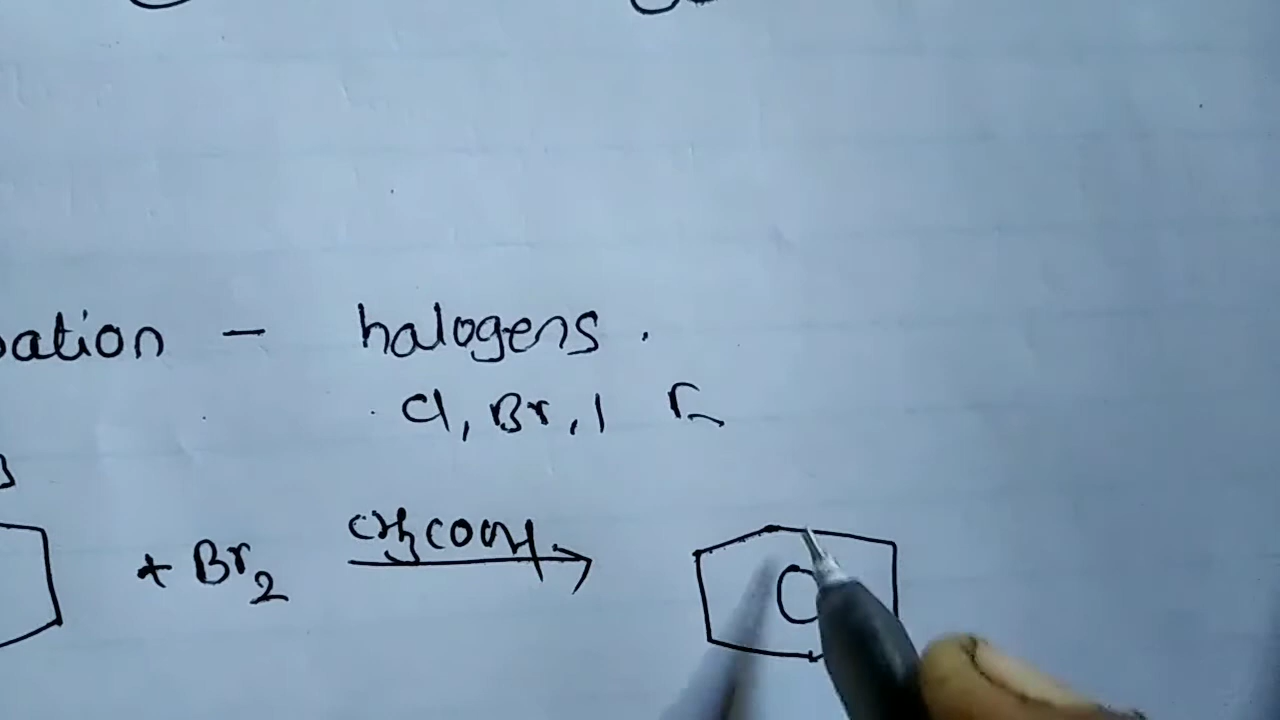 ation - halogens.
Cl, Br, I
+ Br2 CH3COOH